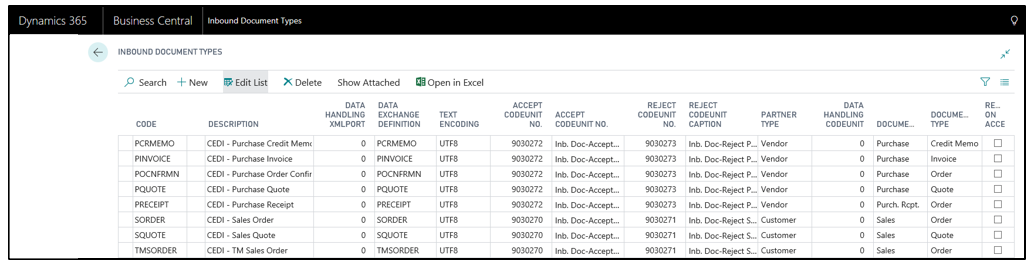 Dynamics 365 Business Central Inbound Document Types
INBOUND DOCUMENT TYPES
Search + New Edit List Delete Show Attached Open in Excel
CODE DESCRIPTION DATA HANDLING XMLPORT DATA EXCHANGE DEFINITION TEXT ENCODING ACCEPT CODEUNIT NO. ACCEPT CODEUNIT NO. REJECT CODEUNIT NO. REJECT CODEUNIT CAPTION PARTNER TYPE DATA HANDLING CODEUNIT DOCUME... DOCUME... TYPE RE... ON ACCE
PCRMEMO CEDI - Purchase Credit Memo 0 PCRMEMO UTF8 9030272 Inb. Doc-Accept... 9030273 Inb. Doc-Reject P... Vendor 0 Purchase Credit Memo
PINVOICE CEDI - Purchase Invoice 0 PINVOICE UTF8 9030272 Inb. Doc-Accept... 9030273 Inb. Doc-Reject P... Vendor 0 Purchase Invoice
POCNFRMN CEDI - Purchase Order Confir 0 POCNFRMN UTF8 9030272 Inb. Doc-Accept... 9030273 Inb. Doc-Reject P... Vendor 0 Purchase Order
PQUOTE CEDI - Purchase Quote 0 PQUOTE UTF8 9030272 Inb. Doc-Accept... 9030273 Inb. Doc-Reject P... Vendor 0 Purchase Quote
PRECEIPT CEDI - Purchase Receipt 0 PRECEIPT UTF8 9030272 Inb. Doc-Accept... 9030273 Inb. Doc-Reject P... Vendor 0 Purch. Rcpt. Order
SORDER CEDI - Sales Order 0 SORDER UTF8 9030270 Inb. Doc-Accept... 9030271 Inb. Doc-Reject S... Customer 0 Sales Order
SQUOTE CEDI - Sales Quote 0 SQUOTE UTF8 9030270 Inb. Doc-Accept... 9030271 Inb. Doc-Reject S... Customer 0 Sales Quote
TMSORDER CEDI - TM Sales Order 0 TMSORDER UTF8 9030270 Inb. Doc-Accept... 9030271 Inb. Doc-Reject S... Customer 0 Sales Order